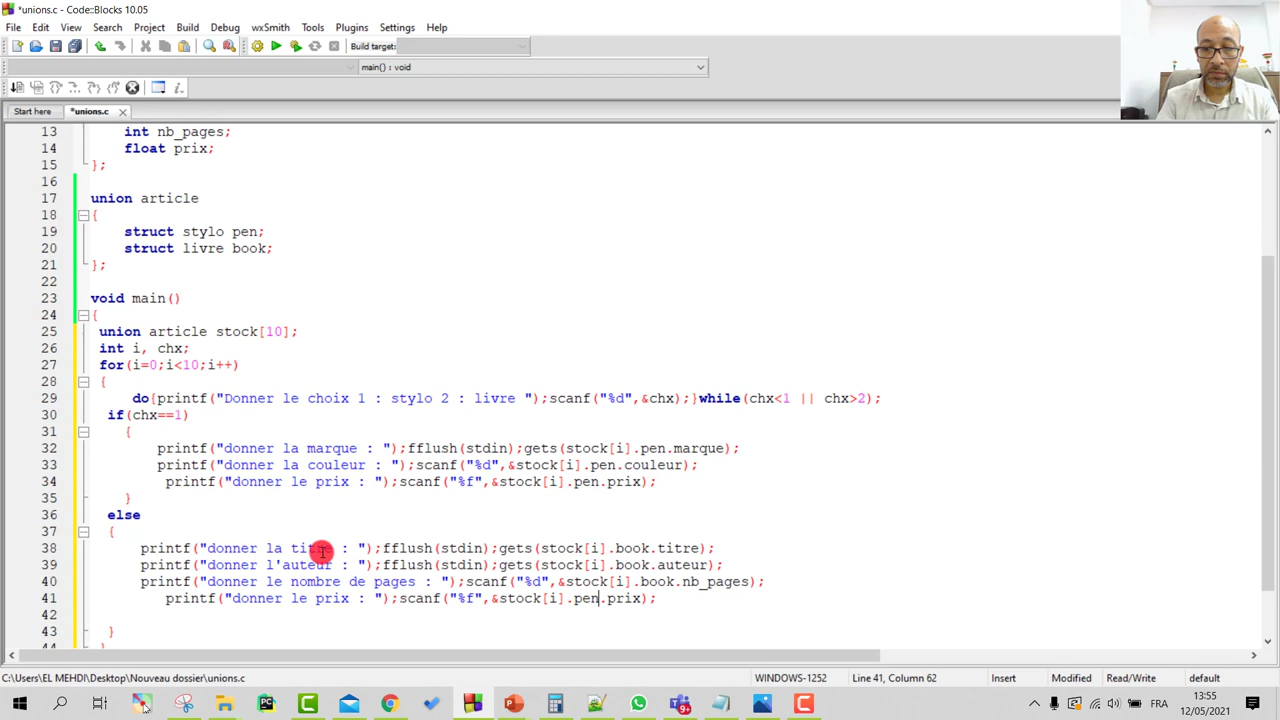 *unions.c - Code::Blocks 10.05
File Edit View Search Project Build Debug wxSmith Tools Plugins Settings Help
Build target:
main() : void
Start here *unions.c
13 int nb_pages;
14 float prix;
15 };
16
17 union article
18 {
19 struct stylo pen;
20 struct livre book;
21 };
22
23 void main()
24 {
25 union article stock[10];
26 int i, chx;
27 for(i=0;i<10;i++)
28 {
29 do{printf("Donner le choix 1 : stylo 2 : livre ");scanf("%d",&chx);}while(chx<1 || chx>2);
30 if(chx==1)
31 {
32 printf("donner la marque : ");fflush(stdin);gets(stock[i].pen.marque);
33 printf("donner la couleur : ");scanf("%d",&stock[i].pen.couleur);
34 printf("donner le prix : ");scanf("%f",&stock[i].pen.prix);
35 }
36 else
37 {
38 printf("donner la titre : ");fflush(stdin);gets(stock[i].book.titre);
39 printf("donner l'auteur : ");fflush(stdin);gets(stock[i].book.auteur);
40 printf("donner le nombre de pages : ");scanf("%d",&stock[i].book.nb_pages);
41 printf("donner le prix : ");scanf("%f",&stock[i].pen.prix);
42
43 }
44 }
C:\Users\EL MEHDI\Desktop\Nouveau dossier\unions.c WINDOWS-1252 Line 41, Column 62 Insert Modified Read/Write default
FRA 13:55
12/05/2021